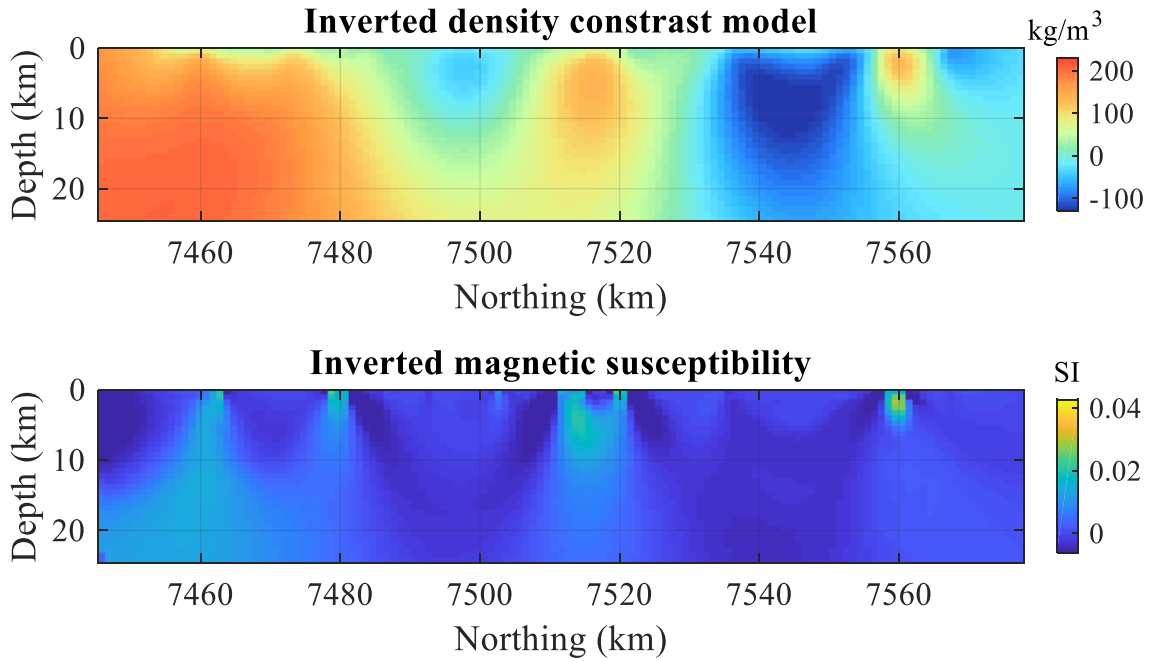 Inverted density constrast model
kg/m³
0
10
20
Depth (km)
200
100
0
-100
7460 7480 7500 7520 7540 7560
Northing (km)
Inverted magnetic susceptibility
SI
0
10
20
Depth (km)
0.04
0.02
0
7460 7480 7500 7520 7540 7560
Northing (km)